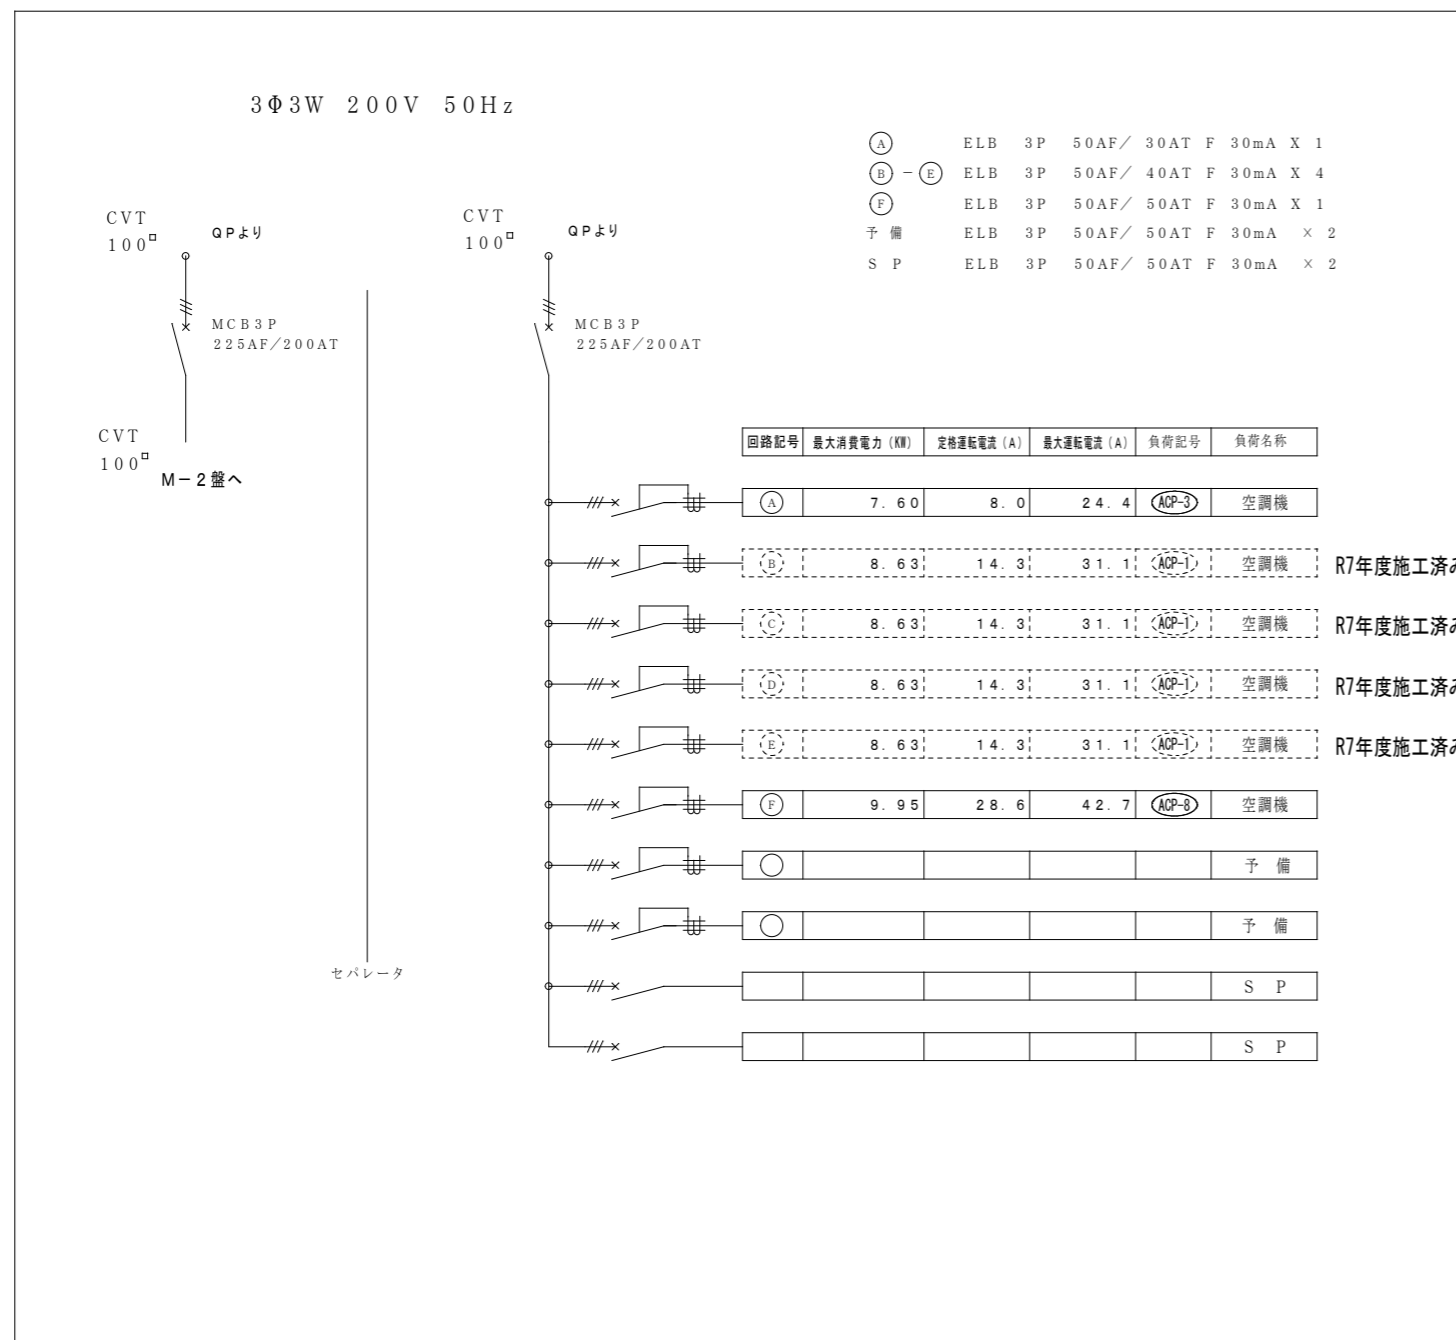 3Φ3W 200V 50Hz
Ⓐ ELB 3P 50AF/ 30AT F 30mA X 1
Ⓑ - Ⓔ ELB 3P 50AF/ 40AT F 30mA X 4
Ⓕ ELB 3P 50AF/ 50AT F 30mA X 1
予備 ELB 3P 50AF/ 50AT F 30mA × 2
SP ELB 3P 50AF/ 50AT F 30mA × 2
CVT
100□
QPより
MCB3P
225AF/200AT
CVT
100□
M-2盤へ
セパレータ
CVT
100□
QPより
MCB3P
225AF/200AT
回路記号 最大消費電力(KW) 定格運転電流(A) 最大運転電流(A) 負荷記号 負荷名称
Ⓐ 7.60 8.0 24.4 ACP-3 空調機
Ⓑ 8.63 14.3 31.1 ACP-1 空調機 R7年度施工済
Ⓒ 8.63 14.3 31.1 ACP-1 空調機 R7年度施工済
Ⓓ 8.63 14.3 31.1 ACP-1 空調機 R7年度施工済
Ⓔ 8.63 14.3 31.1 ACP-1 空調機 R7年度施工済
Ⓕ 9.95 28.6 42.7 ACP-8 空調機
予備
予備
SP
SP